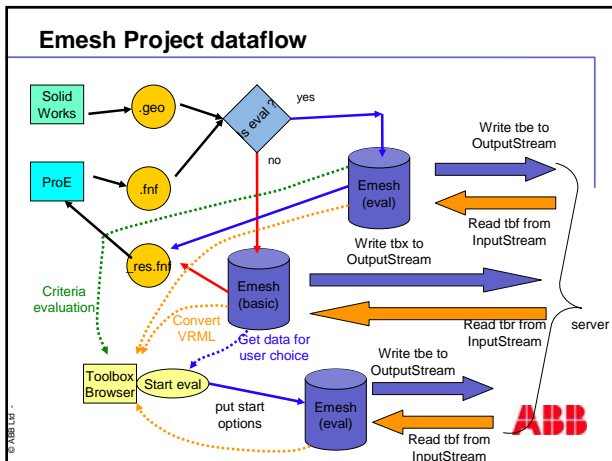 Emesh Project dataflow
Solid
Works
.geo
s eval ?
yes
no
ProE
.fnf
_res.fnf
Emesh
(eval)
Write tbe to
OutputStream
Read tbf from
InputStream
Emesh
(basic)
Write tbx to
OutputStream
Read tbr from
InputStream
server
Criteria
evaluation
Convert
VRML
Get data for
user choice
Toolbox
Browser
Start eval
put start
options
Emesh
(eval)
Write tbe to
OutputStream
Read tbf from
InputStream
ABB
© ABB Ltd -